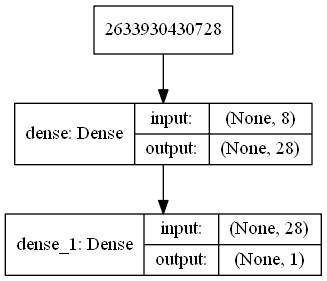 2633930430728
dense: Dense
input:
(None, 8)
output:
(None, 28)
dense_1: Dense
input:
(None, 28)
output:
(None, 1)